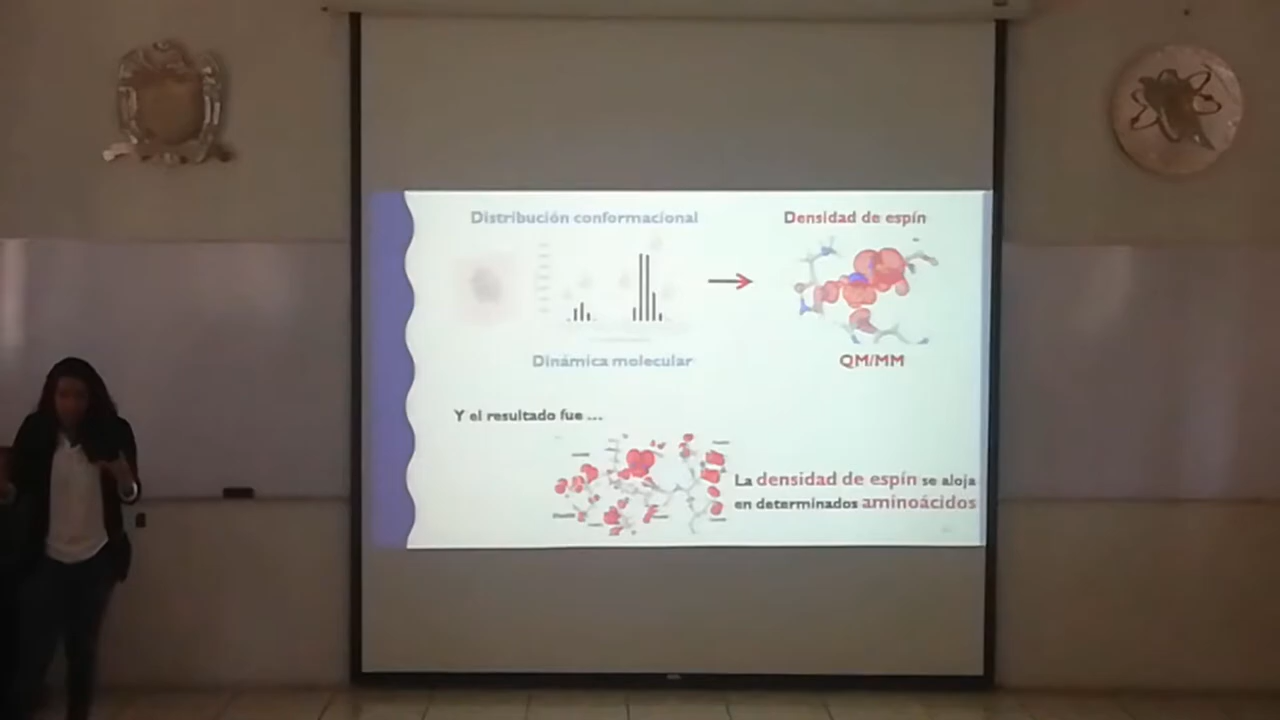 Distribución conformacional
Densidad de espín
Dinámica molecular
QM/MM
Y el resultado fue ...
La densidad de espín se aloja
en determinados aminoácidos